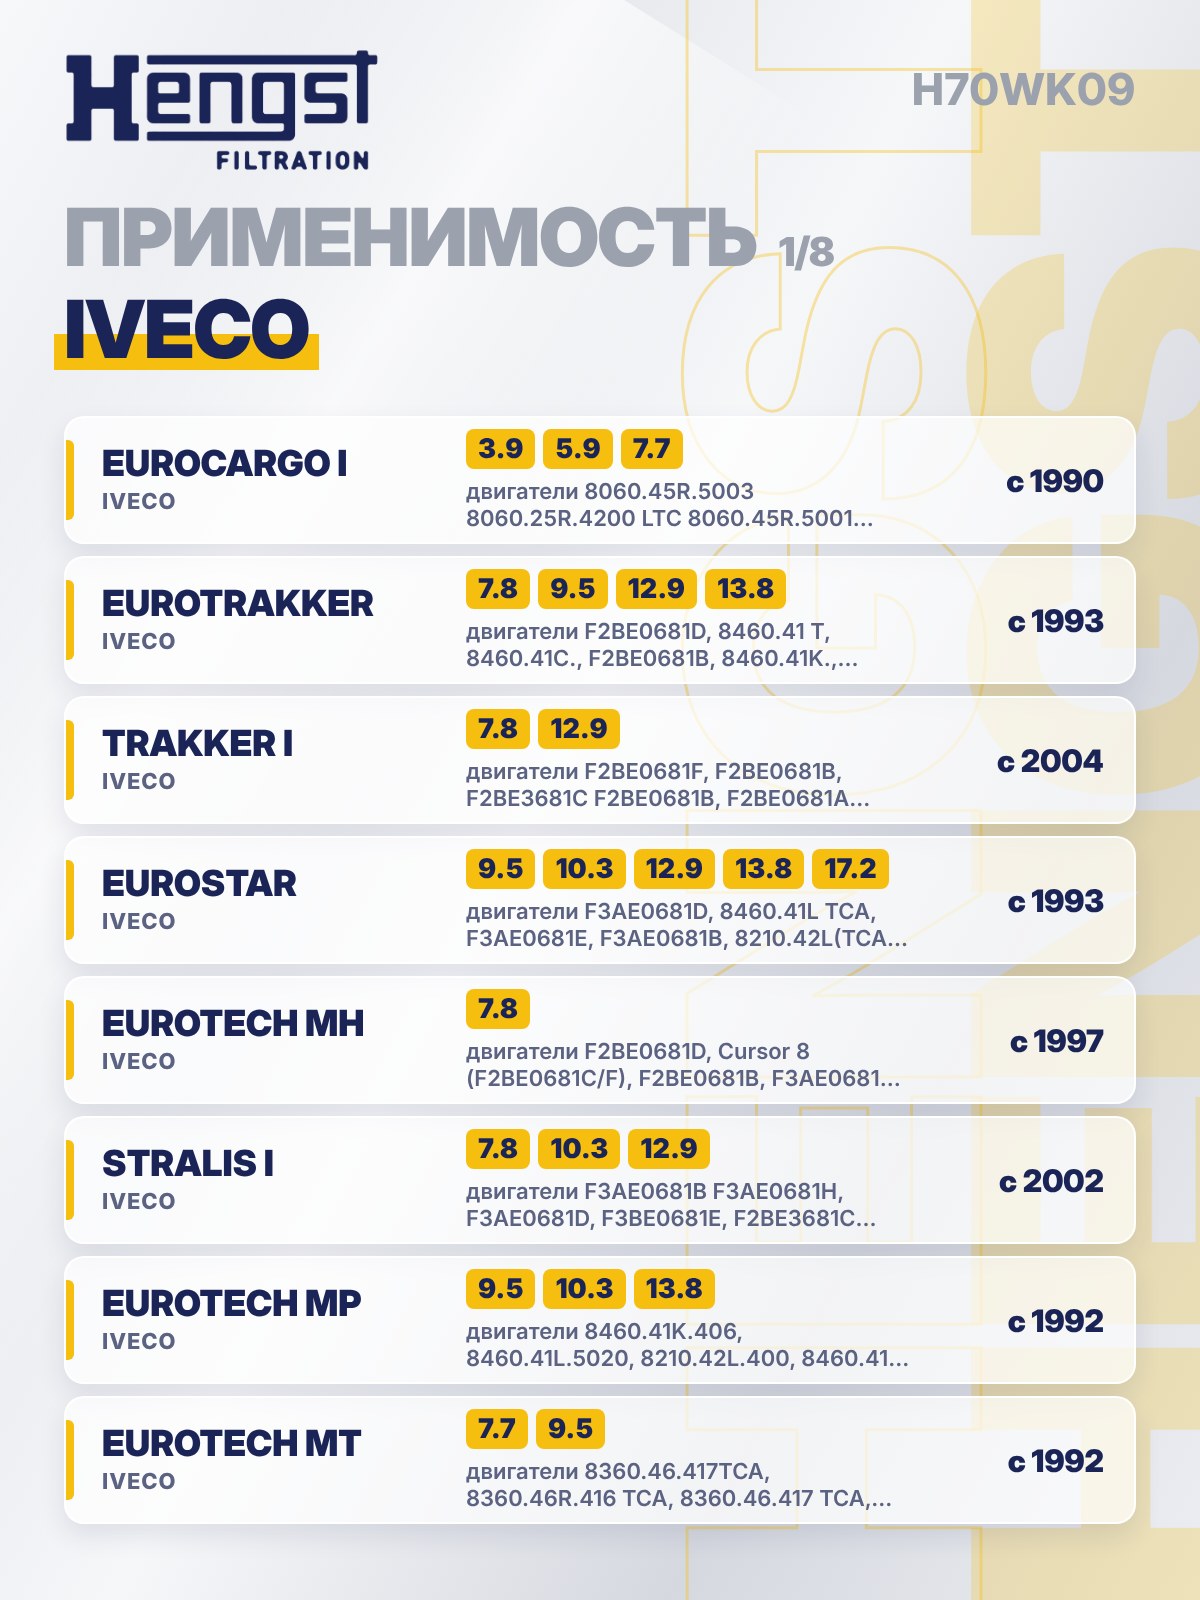 Hengst
FILTRATION
H70WK09
ПРИМЕНИМОСТЬ 1/8
IVECO
EUROCARGO I
IVECO
3.9 5.9 7.7
двигатели 8060.45R.5003
8060.25R.4200 LTC 8060.45R.5001...
с 1990
EUROTRAKKER
IVECO
7.8 9.5 12.9 13.8
двигатели F2BE0681D, 8460.41 T,
8460.41C., F2BE0681B, 8460.41K.,...
с 1993
TRAKKER I
IVECO
7.8 12.9
двигатели F2BE0681F, F2BE0681B,
F2BE3681C F2BE0681B, F2BE0681A...
с 2004
EUROSTAR
IVECO
9.5 10.3 12.9 13.8 17.2
двигатели F3AE0681D, 8460.41L TCA,
F3AE0681E, F3AE0681B, 8210.42L(TCA...
с 1993
EUROTECH MH
IVECO
7.8
двигатели F2BE0681D, Cursor 8
(F2BE0681C/F), F2BE0681B, F3AE0681...
с 1997
STRALIS I
IVECO
7.8 10.3 12.9
двигатели F3AE0681B F3AE0681H,
F3AE0681D, F3BE0681E, F2BE3681C...
с 2002
EUROTECH MP
IVECO
9.5 10.3 13.8
двигатели 8460.41K.406,
8460.41L.5020, 8210.42L.400, 8460.41...
с 1992
EUROTECH MT
IVECO
7.7 9.5
двигатели 8360.46.417TCA,
8360.46R.416 TCA, 8360.46.417 TCA,...
с 1992
HENGST